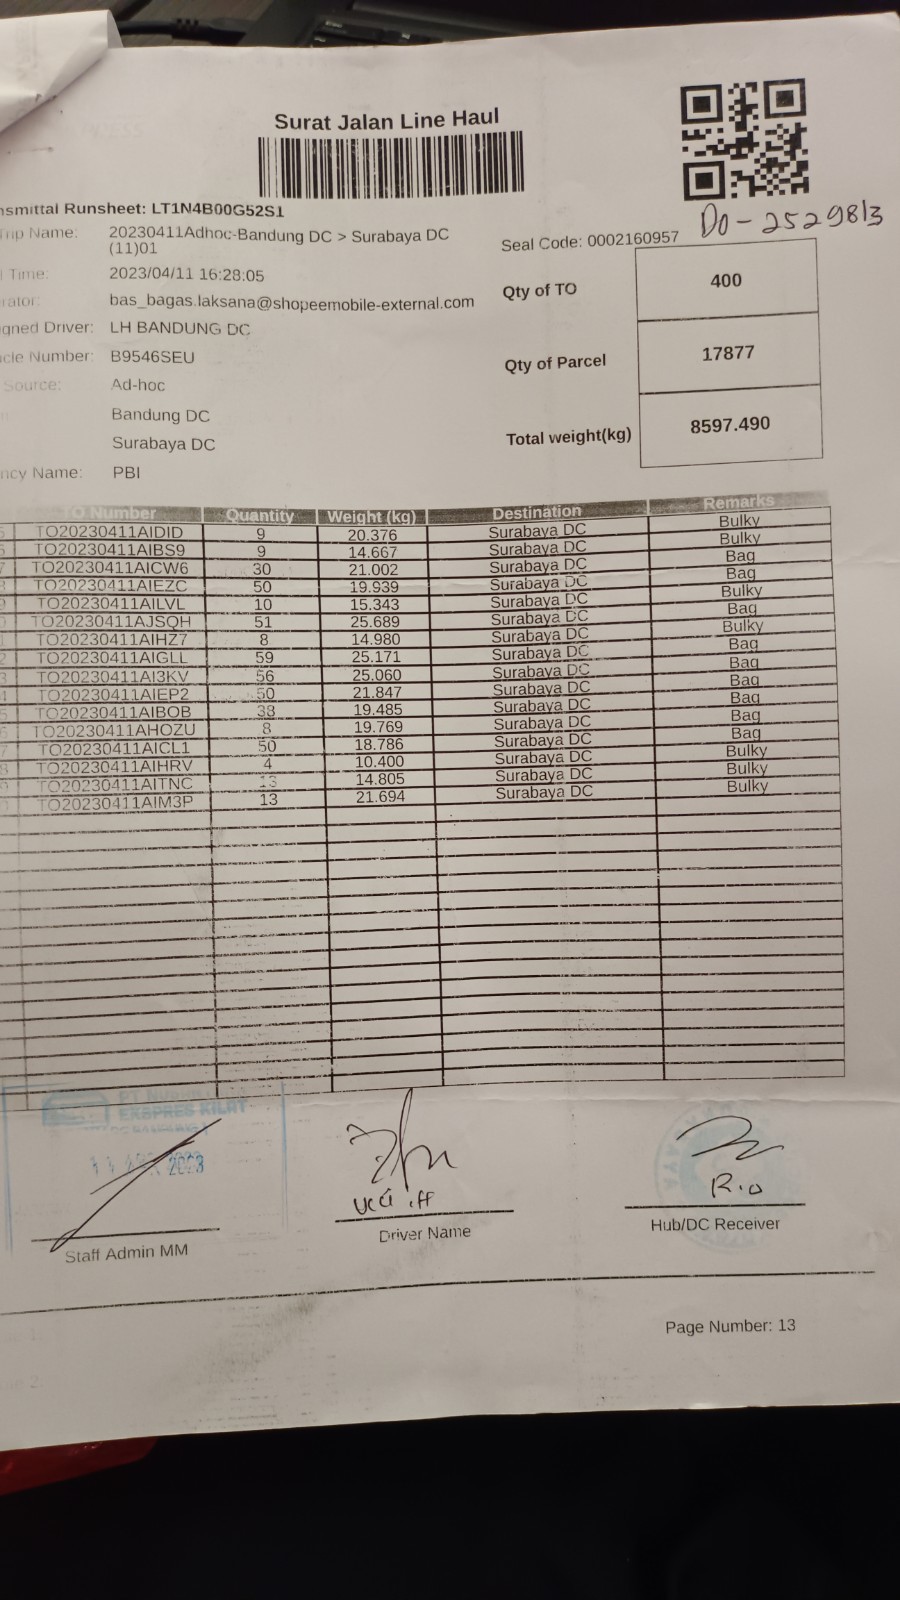 Surat Jalan Line Haul
nsmittal Runsheet: LT1N4B00G52S1
DO-2529813
Trip Name: 20230411Adhoc-Bandung DC > Surabaya DC
(11)01
Seal Code: 0002160957
Time: 2023/04/11 16:28:05
rator: bas_bagas.laksana@shopeemobile-external.com
Qty of TO 400
gned Driver: LH BANDUNG DC
cle Number: B9546SEU
Qty of Parcel 17877
Source: Ad-hoc
Bandung DC
Total weight(kg) 8597.490
Surabaya DC
ncy Name: PBI
TO Number Quantity Weight (kg) Destination Remarks
TO20230411AIDID 9 20.376 Surabaya DC Bulky
TO20230411AIBS9 9 14.667 Surabaya DC Bulky
TO20230411AICW6 30 21.002 Surabaya DC Bag
TO20230411AIEZC 50 19.939 Surabaya DC Bag
TO20230411AILVL 10 15.343 Surabaya DC Bulky
TO20230411AJSQH 51 25.689 Surabaya DC Bag
TO20230411AIHZ7 8 14.980 Surabaya DC Bulky
TO20230411AIGLL 59 25.171 Surabaya DC Bag
TO20230411AI3KV 56 25.060 Surabaya DC Bag
TO20230411AIEP2 50 21.847 Surabaya DC Bag
TO20230411AIBOB 38 19.485 Surabaya DC Bag
TO20230411AHOZU 8 19.769 Surabaya DC Bag
TO20230411AICL1 50 18.786 Surabaya DC Bag
TO20230411AIHRV 4 10.400 Surabaya DC Bulky
TO20230411AITNC 13 14.805 Surabaya DC Bulky
TO20230411AIM3P 13 21.694 Surabaya DC Bulky
EKSPRES KILAT
11 APR 2023
Rio
Staff Admin MM
Driver Name
Hub/DC Receiver
Page Number: 13